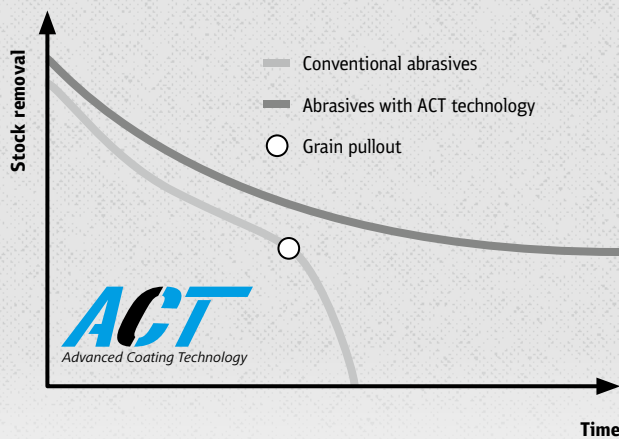 Stock removal
Conventional abrasives
Abrasives with ACT technology
Grain pullout
ACT
Advanced Coating Technology
Time